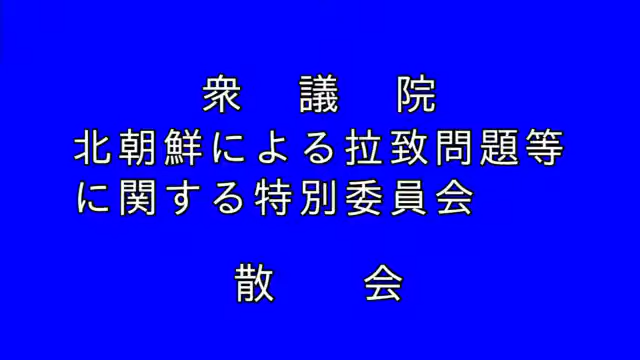 衆議院
北朝鮮による拉致問題等
に関する特別委員会
散会